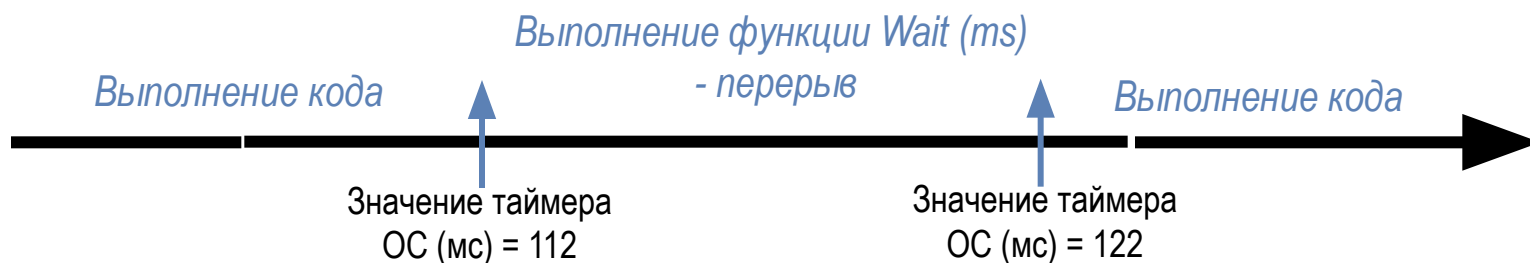 Выполнение функции Wait (ms)
- перерыв
Выполнение кода
Выполнение кода
Значение таймера
ОС (мс) = 112
Значение таймера
ОС (мс) = 122